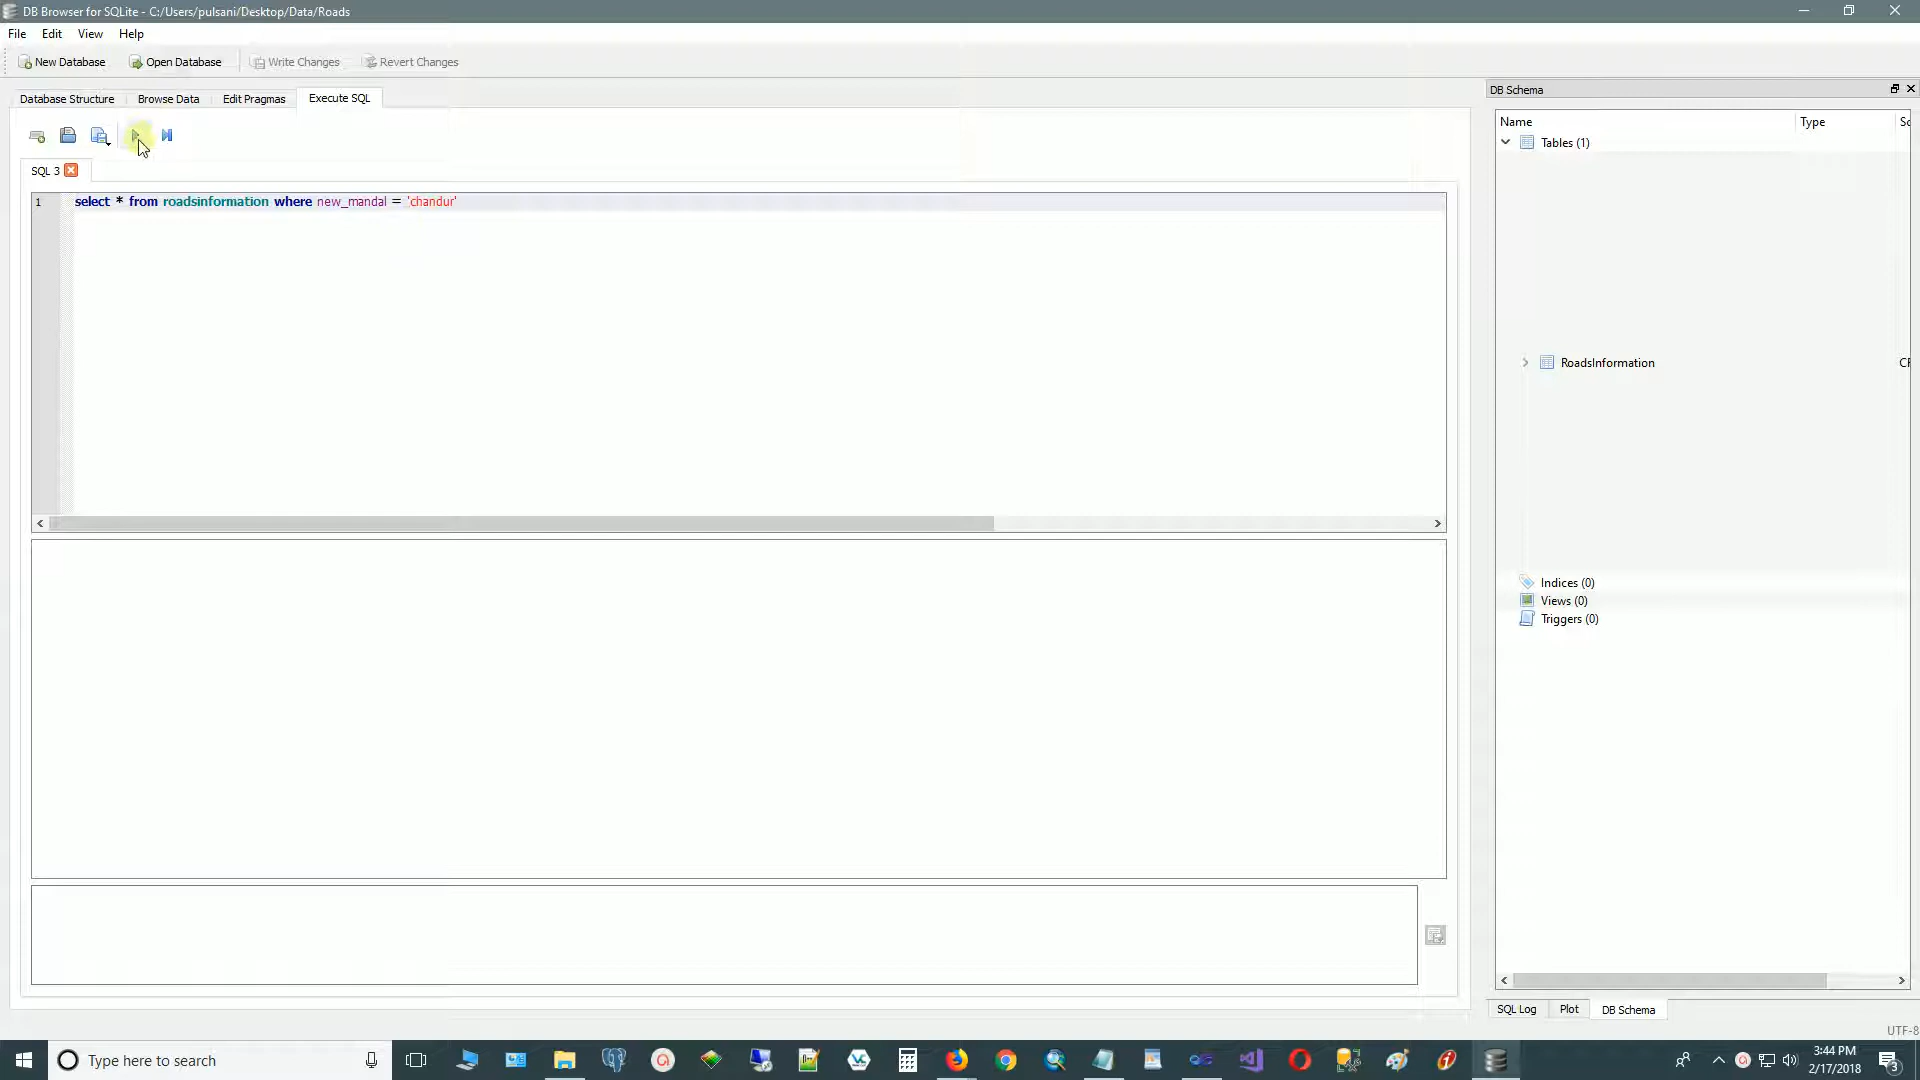 DB Browser for SQLite - C:/Users/pulsani/Desktop/Data/Roads
File Edit View Help
New Database Open Database Write Changes Revert Changes
Database Structure Browse Data Edit Pragmas Execute SQL
SQL 3
1 select * from roadsinformation where new_mandal = 'chandur'
DB Schema
Name Type Sc
Tables (1)
RoadsInformation CR
Indices (0)
Views (0)
Triggers (0)
SQL Log Plot DB Schema
UTF-8
Type here to search
3:44 PM
2/17/2018
3